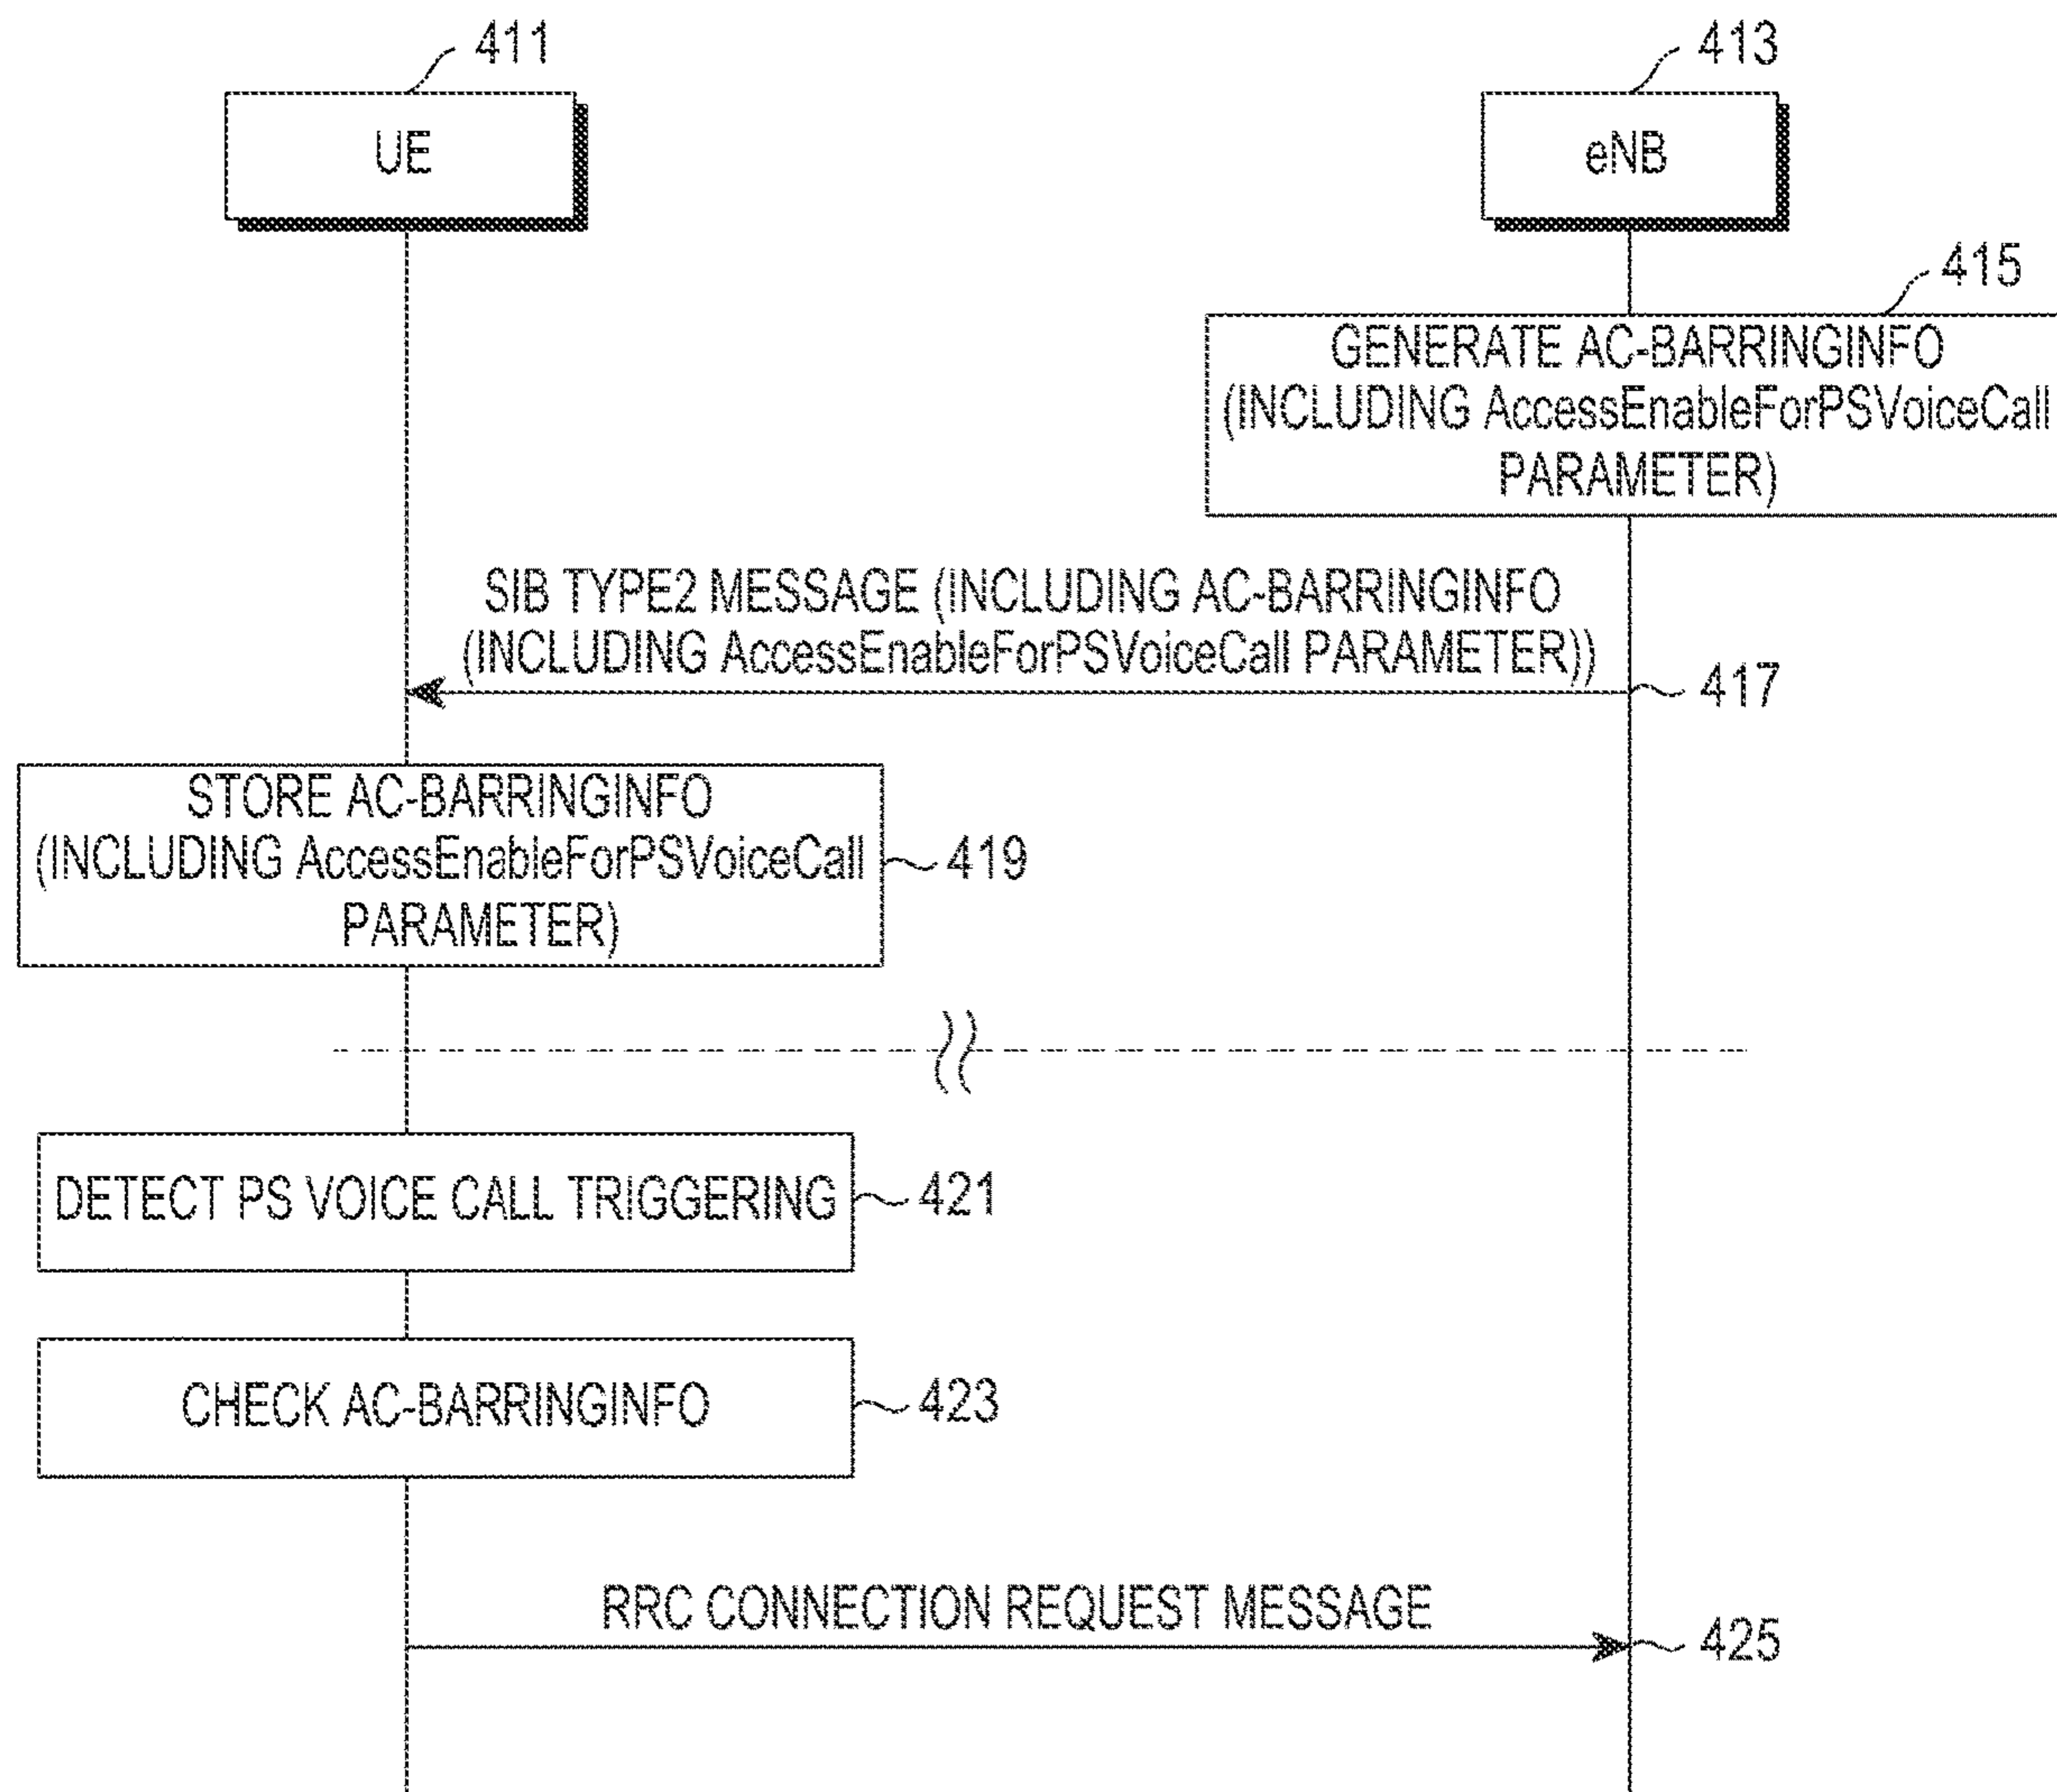 411
413
UE
eNB
415
GENERATE AC-BARRINGINFO
(INCLUDING AccessEnableForPSVoiceCall
PARAMETER)
SIB TYPE2 MESSAGE (INCLUDING AC-BARRINGINFO
(INCLUDING AccessEnableForPSVoiceCall PARAMETER))
417
STORE AC-BARRINGINFO
(INCLUDING AccessEnableForPSVoiceCall
PARAMETER)
419
DETECT PS VOICE CALL TRIGGERING
421
CHECK AC-BARRINGINFO
423
RRC CONNECTION REQUEST MESSAGE
425